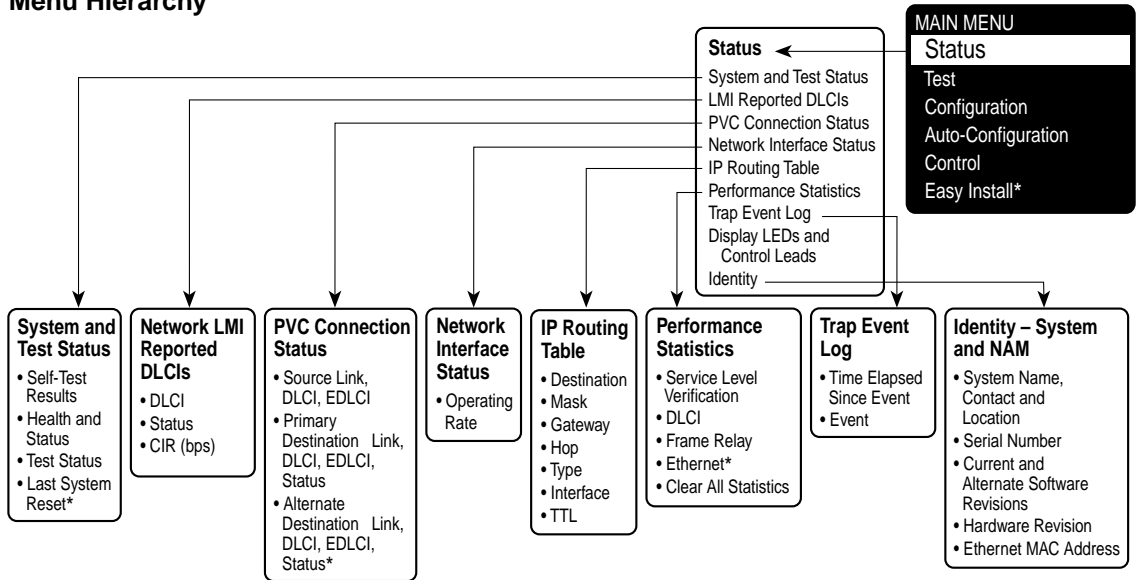 Menu Hierarchy
MAIN MENU
Status
Test
Configuration
Auto-Configuration
Control
Easy Install*
Status
System and Test Status
LMI Reported DLCIs
PVC Connection Status
Network Interface Status
IP Routing Table
Performance Statistics
Trap Event Log
Display LEDs and
Control Leads
Identity
System and
Test Status
• Self-Test
Results
• Health and
Status
• Test Status
• Last System
Reset*
Network LMI
Reported
DLCIs
• DLCI
• Status
• CIR (bps)
PVC Connection
Status
• Source Link,
DLCI, EDLCI
• Primary
Destination Link,
DLCI, EDLCI,
Status
• Alternate
Destination Link,
DLCI, EDLCI,
Status*
Network
Interface
Status
• Operating
Rate
IP Routing
Table
• Destination
• Mask
• Gateway
• Hop
• Type
• Interface
• TTL
Performance
Statistics
• Service Level
Verification
• DLCI
• Frame Relay
• Ethernet*
• Clear All Statistics
Trap Event
Log
• Time Elapsed
Since Event
• Event
Identity – System
and NAM
• System Name,
Contact and
Location
• Serial Number
• Current and
Alternate Software
Revisions
• Hardware Revision
• Ethernet MAC Address